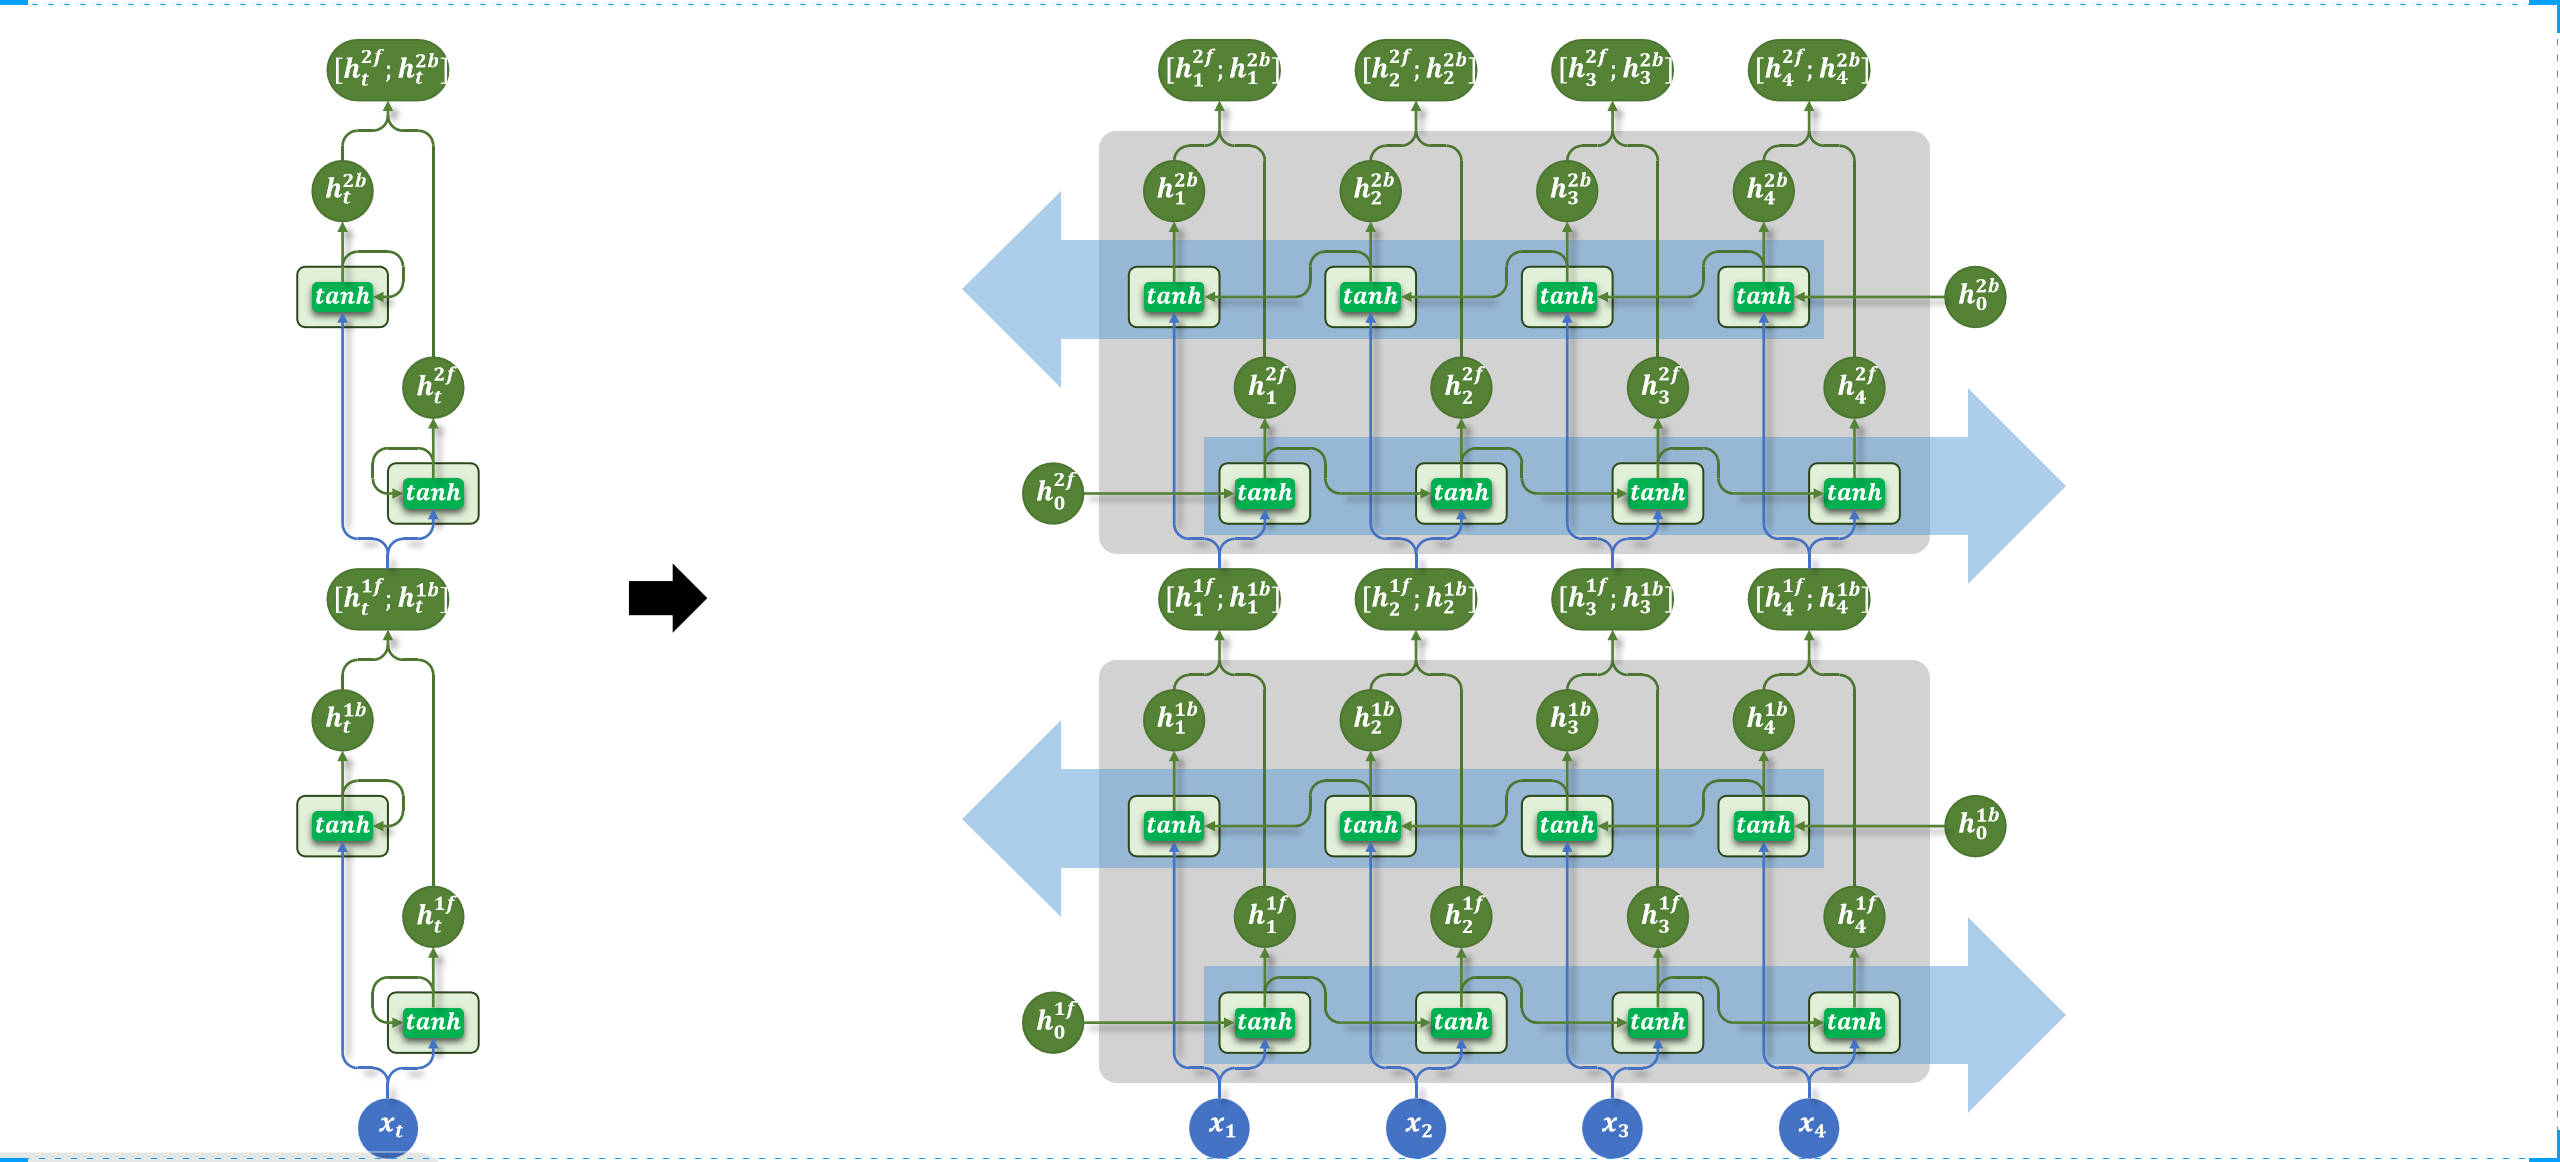 [h_t^{2f}; h_t^{2b}] [h_1^{2f}; h_1^{2b}] [h_2^{2f}; h_2^{2b}] [h_3^{2f}; h_3^{2b}] [h_4^{2f}; h_4^{2b}]
h_t^{2b} h_1^{2b} h_2^{2b} h_3^{2b} h_4^{2b}
tanh tanh tanh tanh tanh h_0^{2b}
h_t^{2f} h_1^{2f} h_2^{2f} h_3^{2f} h_4^{2f}
tanh h_0^{2f} tanh tanh tanh tanh
[h_t^{1f}; h_t^{1b}] [h_1^{1f}; h_1^{1b}] [h_2^{1f}; h_2^{1b}] [h_3^{1f}; h_3^{1b}] [h_4^{1f}; h_4^{1b}]
h_t^{1b} h_1^{1b} h_2^{1b} h_3^{1b} h_4^{1b}
tanh tanh tanh tanh tanh h_0^{1b}
h_t^{1f} h_1^{1f} h_2^{1f} h_3^{1f} h_4^{1f}
tanh h_0^{1f} tanh tanh tanh tanh
x_t x_1 x_2 x_3 x_4